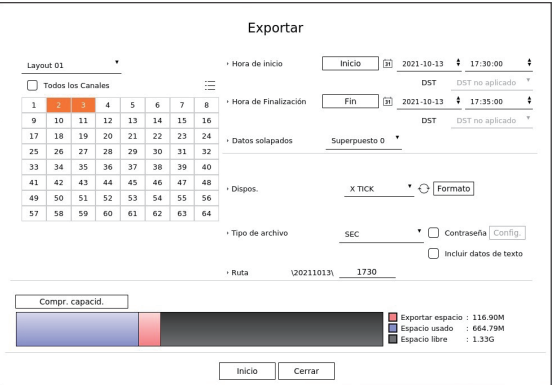 Exportar
Layout 01
Todos los Canales
1 2 3 4 5 6 7 8
9 10 11 12 13 14 15 16
17 18 19 20 21 22 23 24
25 26 27 28 29 30 31 32
33 34 35 36 37 38 39 40
41 42 43 44 45 46 47 48
49 50 51 52 53 54 55 56
57 58 59 60 61 62 63 64
Hora de inicio Inicio 31 2021-10-13 17:30:00
DST DST no aplicado
Hora de Finalización Fin 31 2021-10-13 17:35:00
DST DST no aplicado
Datos solapados Superpuesto 0
Dispos. X TICK Formato
Tipo de archivo SEC Contraseña Config.
Incluir datos de texto
Ruta \20211013\ 1730
Compr. capacid.
Exportar espacio : 116.90M
Espacio usado : 664.79M
Espacio libre : 1.33G
Inicio Cerrar